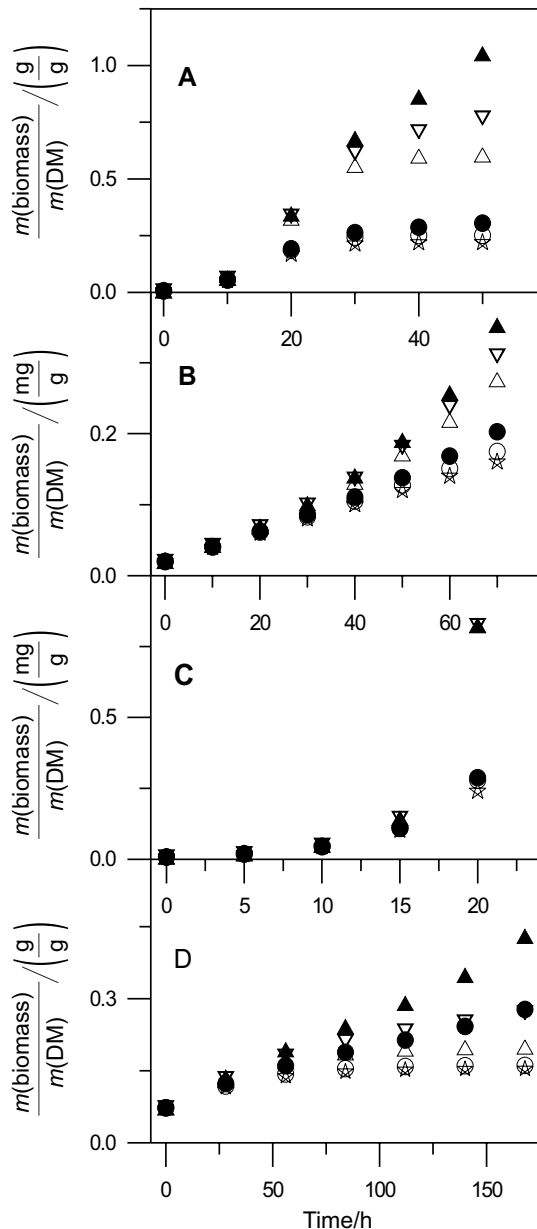 m(biomass) / m(DM) / (g / g)
A
1.0
0.5
0.0
0 20 40
m(biomass) / m(DM) / (mg / g)
B
0.2
0.0
0 20 40 60
m(biomass) / m(DM) / (mg / g)
C
0.5
0.0
0 5 10 15 20
m(biomass) / m(DM) / (g / g)
D
0.3
0.0
0 50 100 150
Time/h